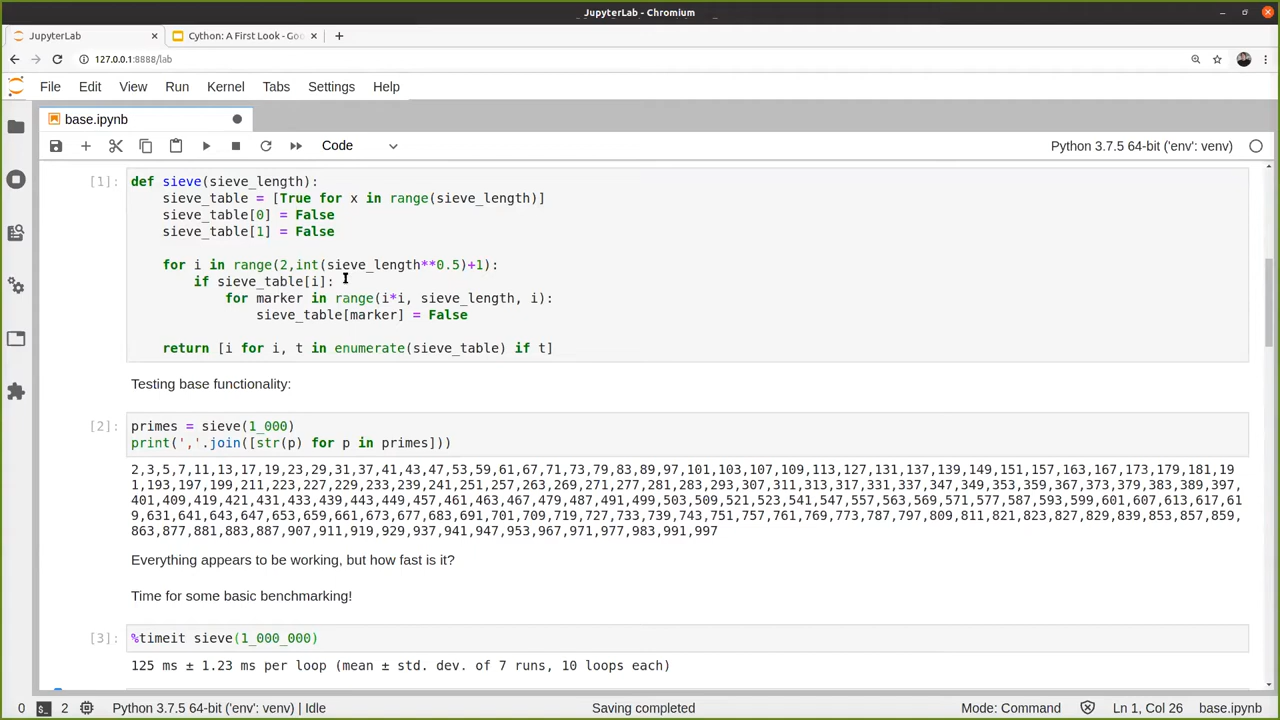 JupyterLab - Chromium
JupyterLab
Cython: A First Look - Goo
127.0.0.1:8888/lab
File Edit View Run Kernel Tabs Settings Help
base.ipynb
Code
Python 3.7.5 64-bit ('env': venv)
[1]: def sieve(sieve_length):
sieve_table = [True for x in range(sieve_length)]
sieve_table[0] = False
sieve_table[1] = False
for i in range(2,int(sieve_length**0.5)+1):
if sieve_table[i]:
for marker in range(i*i, sieve_length, i):
sieve_table[marker] = False
return [i for i, t in enumerate(sieve_table) if t]
Testing base functionality:
[2]: primes = sieve(1_000)
print(','.join([str(p) for p in primes]))
2,3,5,7,11,13,17,19,23,29,31,37,41,43,47,53,59,61,67,71,73,79,83,89,97,101,103,107,109,113,127,131,137,139,149,151,157,163,167,173,179,181,19
1,193,197,199,211,223,227,229,233,239,241,251,257,263,269,271,277,281,283,293,307,311,313,317,331,337,347,349,353,359,367,373,379,383,389,397,
401,409,419,421,431,433,439,443,449,457,461,463,467,479,487,491,499,503,509,521,523,541,547,557,563,569,571,577,587,593,599,601,607,613,617,61
9,631,641,643,647,653,659,661,673,677,683,691,701,709,719,727,733,739,743,751,757,761,769,773,787,797,809,811,821,823,827,829,839,853,857,859,
863,877,881,883,887,907,911,919,929,937,941,947,953,967,971,977,983,991,997
Everything appears to be working, but how fast is it?
Time for some basic benchmarking!
[3]: %timeit sieve(1_000_000)
125 ms ± 1.23 ms per loop (mean ± std. dev. of 7 runs, 10 loops each)
0 2 Python 3.7.5 64-bit ('env': venv) | Idle Saving completed Mode: Command Ln 1, Col 26 base.ipynb